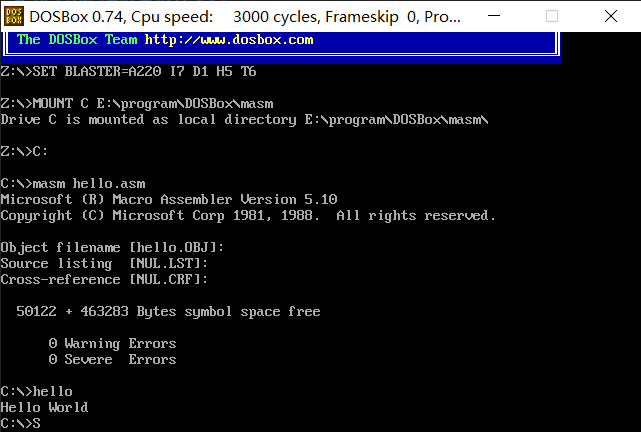 DOSBox 0.74, Cpu speed: 3000 cycles, Frameskip 0, Pro...
The DOSBox Team http://www.dosbox.com
Z:\>SET BLASTER=A220 I7 D1 H5 T6
Z:\>MOUNT C E:\program\DOSBox\masm
Drive C is mounted as local directory E:\program\DOSBox\masm\
Z:\>C:
C:\>masm hello.asm
Microsoft (R) Macro Assembler Version 5.10
Copyright (C) Microsoft Corp 1981, 1988.  All rights reserved.
Object filename [hello.OBJ]:
Source listing  [NUL.LST]:
Cross-reference [NUL.CRF]:
50122 + 463283 Bytes symbol space free
0 Warning Errors
0 Severe  Errors
C:\>hello
Hello World
C:\>S